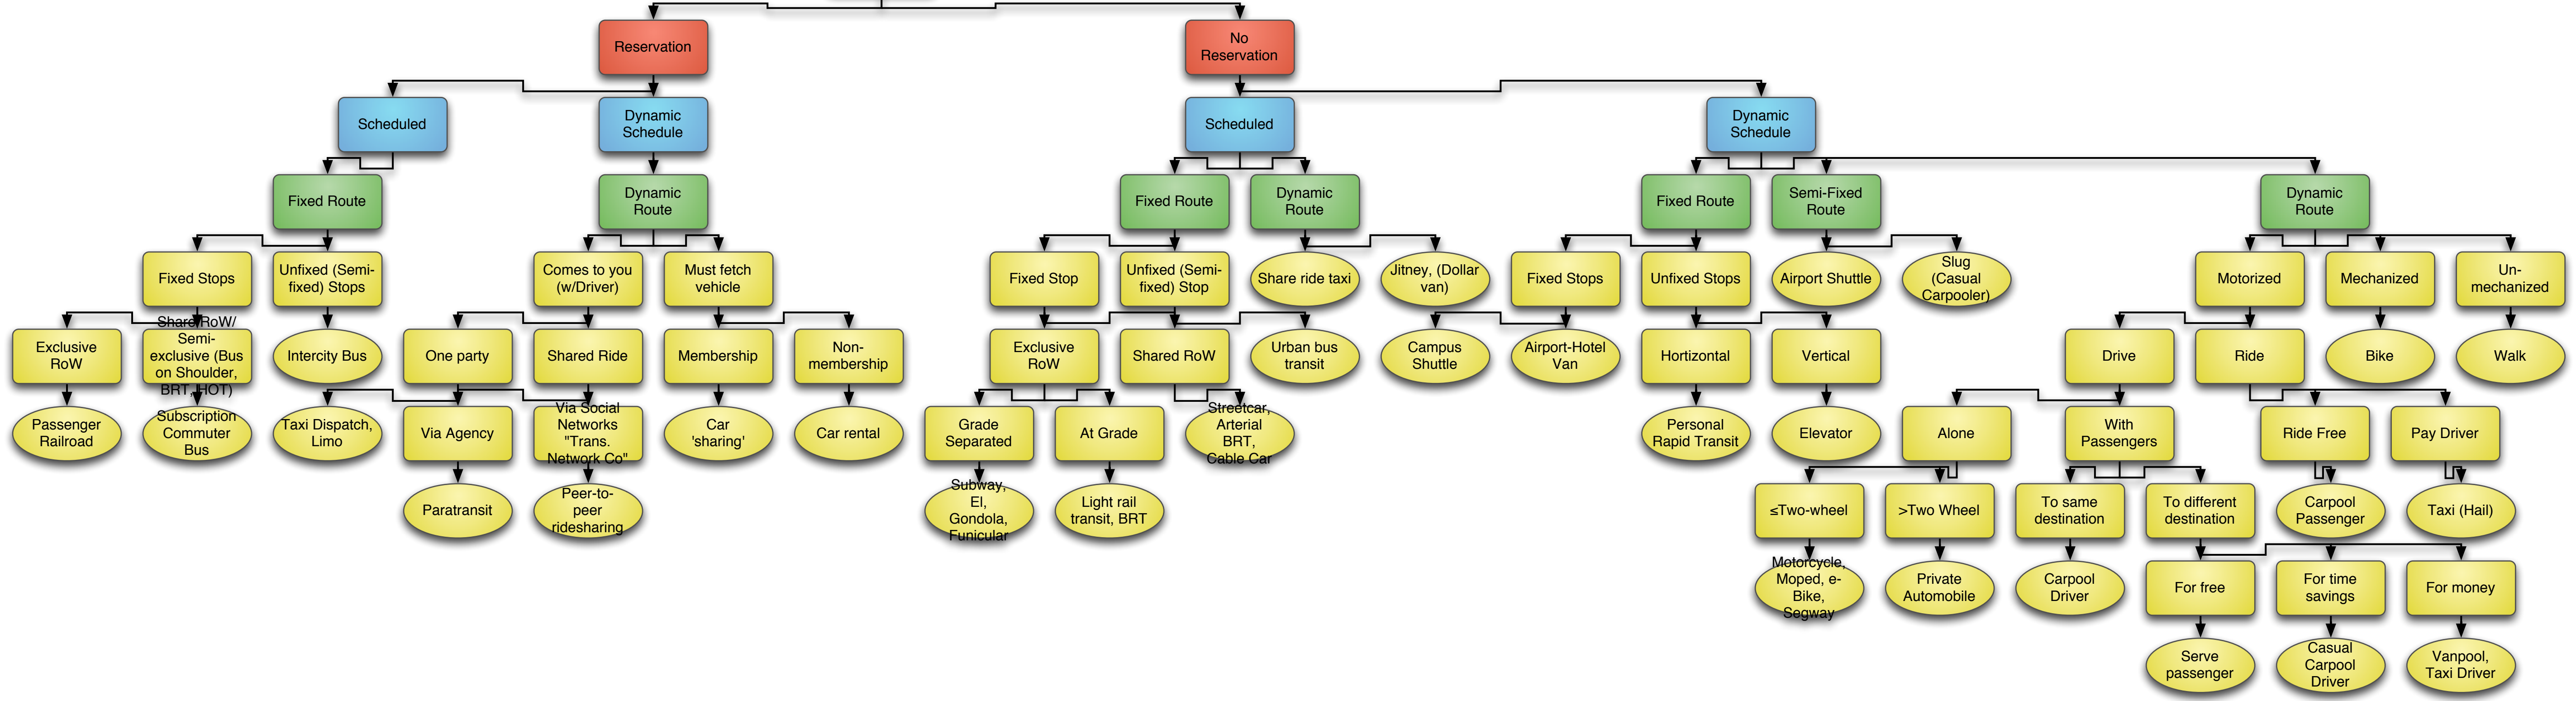 Reservation
No
Reservation
Scheduled
Dynamic
Schedule
Scheduled
Dynamic
Schedule
Fixed Route
Dynamic
Route
Fixed Route
Dynamic
Route
Fixed Route
Semi-Fixed
Route
Dynamic
Route
Fixed Stops
Unfixed (Semi-
fixed) Stops
Comes to you
(w/Driver)
Must fetch
vehicle
Fixed Stop
Unfixed (Semi-
fixed) Stop
Share ride taxi
Jitney, (Dollar
van)
Fixed Stops
Unfixed Stops
Airport Shuttle
Slug
(Casual
Carpooler)
Motorized
Mechanized
Un-
mechanized
Exclusive
RoW
Share RoW/
Semi-
exclusive (Bus
on Shoulder,
BRT, HOT)
Intercity Bus
One party
Shared Ride
Membership
Non-
membership
Exclusive
RoW
Shared RoW
Urban bus
transit
Campus
Shuttle
Airport-Hotel
Van
Hortizontal
Vertical
Drive
Ride
Bike
Walk
Passenger
Railroad
Subscription
Commuter
Bus
Taxi Dispatch,
Limo
Via Agency
Via Social
Networks
"Trans.
Network Co"
Car
'sharing'
Car rental
Grade
Separated
At Grade
Streetcar,
Arterial
BRT,
Cable Car
Personal
Rapid Transit
Elevator
Alone
With
Passengers
Ride Free
Pay Driver
Paratransit
Peer-to-
peer
ridesharing
Subway,
El,
Gondola,
Funicular
Light rail
transit, BRT
≤Two-wheel
>Two Wheel
To same
destination
To different
destination
Carpool
Passenger
Taxi (Hail)
Motorcycle,
Moped, e-
Bike,
Segway
Private
Automobile
Carpool
Driver
For free
For time
savings
For money
Serve
passenger
Casual
Carpool
Driver
Vanpool,
Taxi Driver